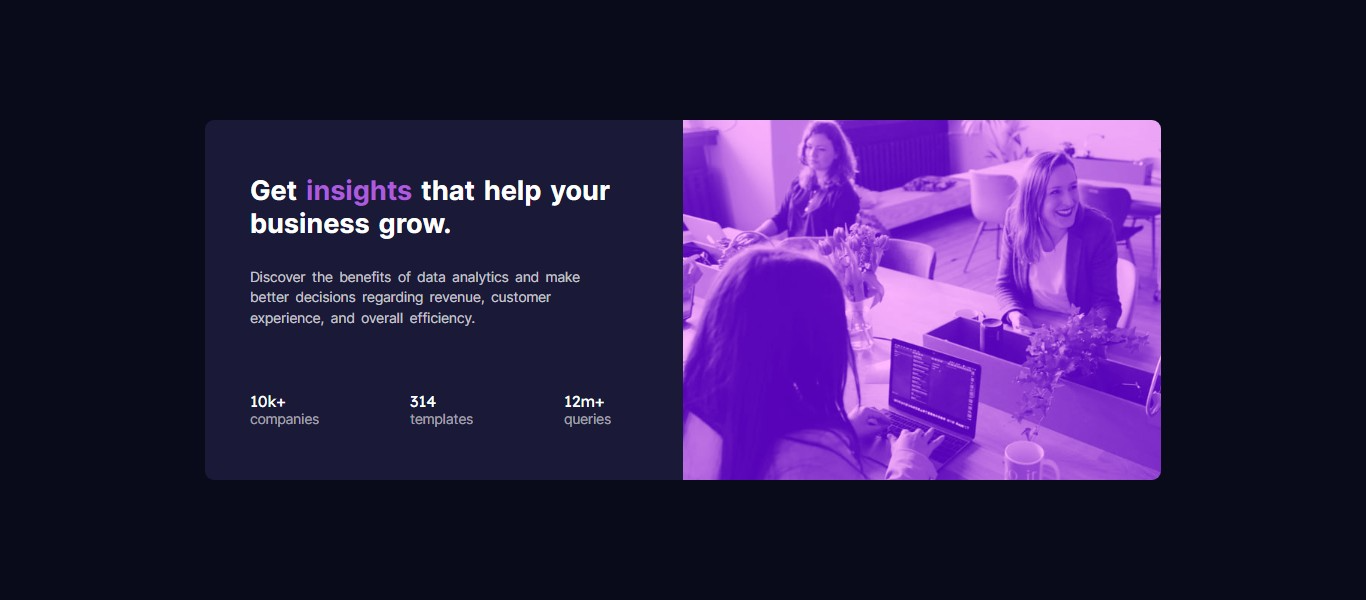 Get insights that help your
business grow.
Discover the benefits of data analytics and make
better decisions regarding revenue, customer
experience, and overall efficiency.
10k+
companies
314
templates
12m+
queries